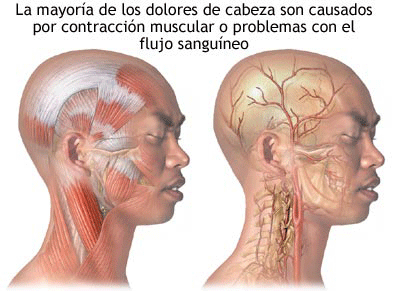 La mayoría de los dolores de cabeza son causados
por contracción muscular o problemas con el
flujo sanguíneo